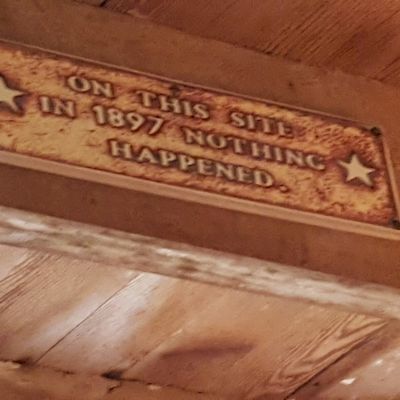 ON THIS SITE
IN 1897 NOTHING
HAPPENED.